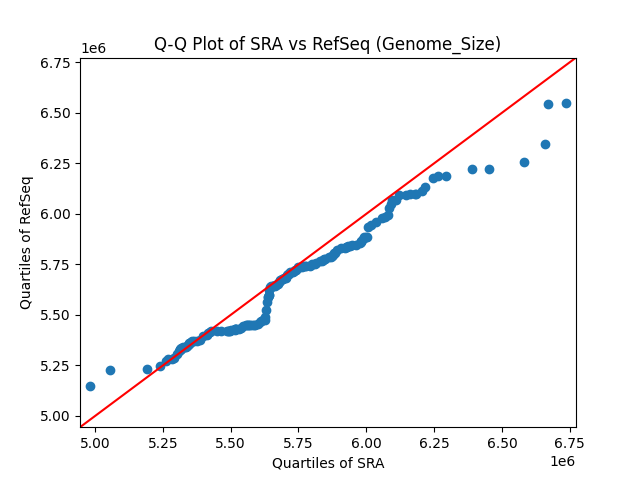 Q-Q Plot of SRA vs RefSeq (Genome_Size)
1e6
6.75
6.50
6.25
6.00
5.75
5.50
5.25
5.00
Quartiles of RefSeq
5.00 5.25 5.50 5.75 6.00 6.25 6.50 6.75
Quartiles of SRA
1e6